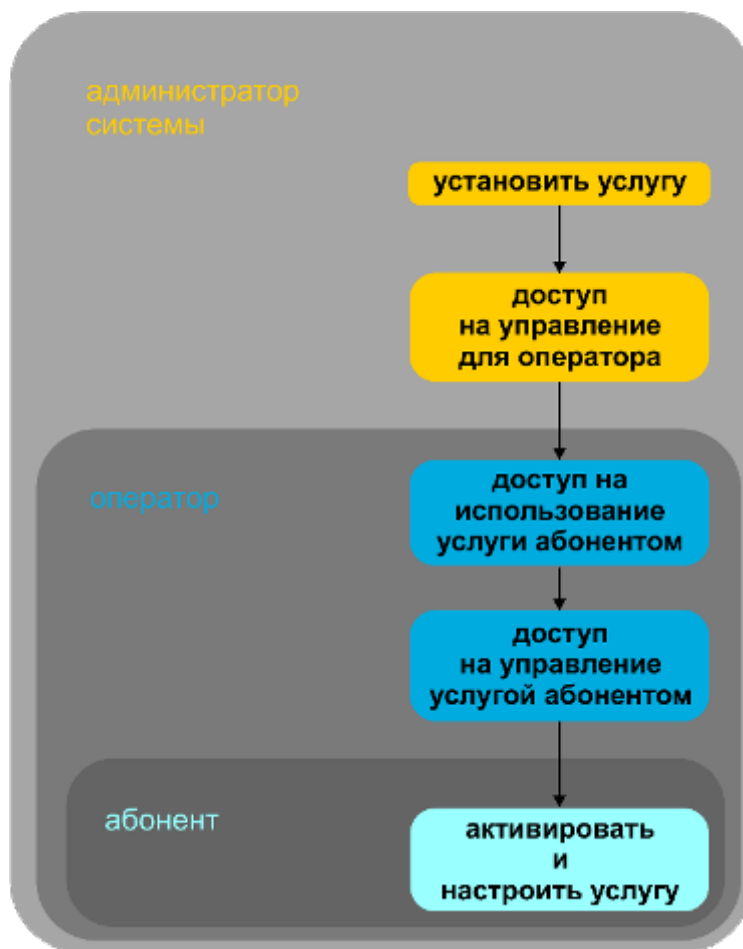 администратор
системы
установить услугу
доступ
на управление
для оператора
оператор
доступ на
использование
услуги абонентом
доступ
на управление
услугой абонентом
абонент
активировать
и
настроить услугу